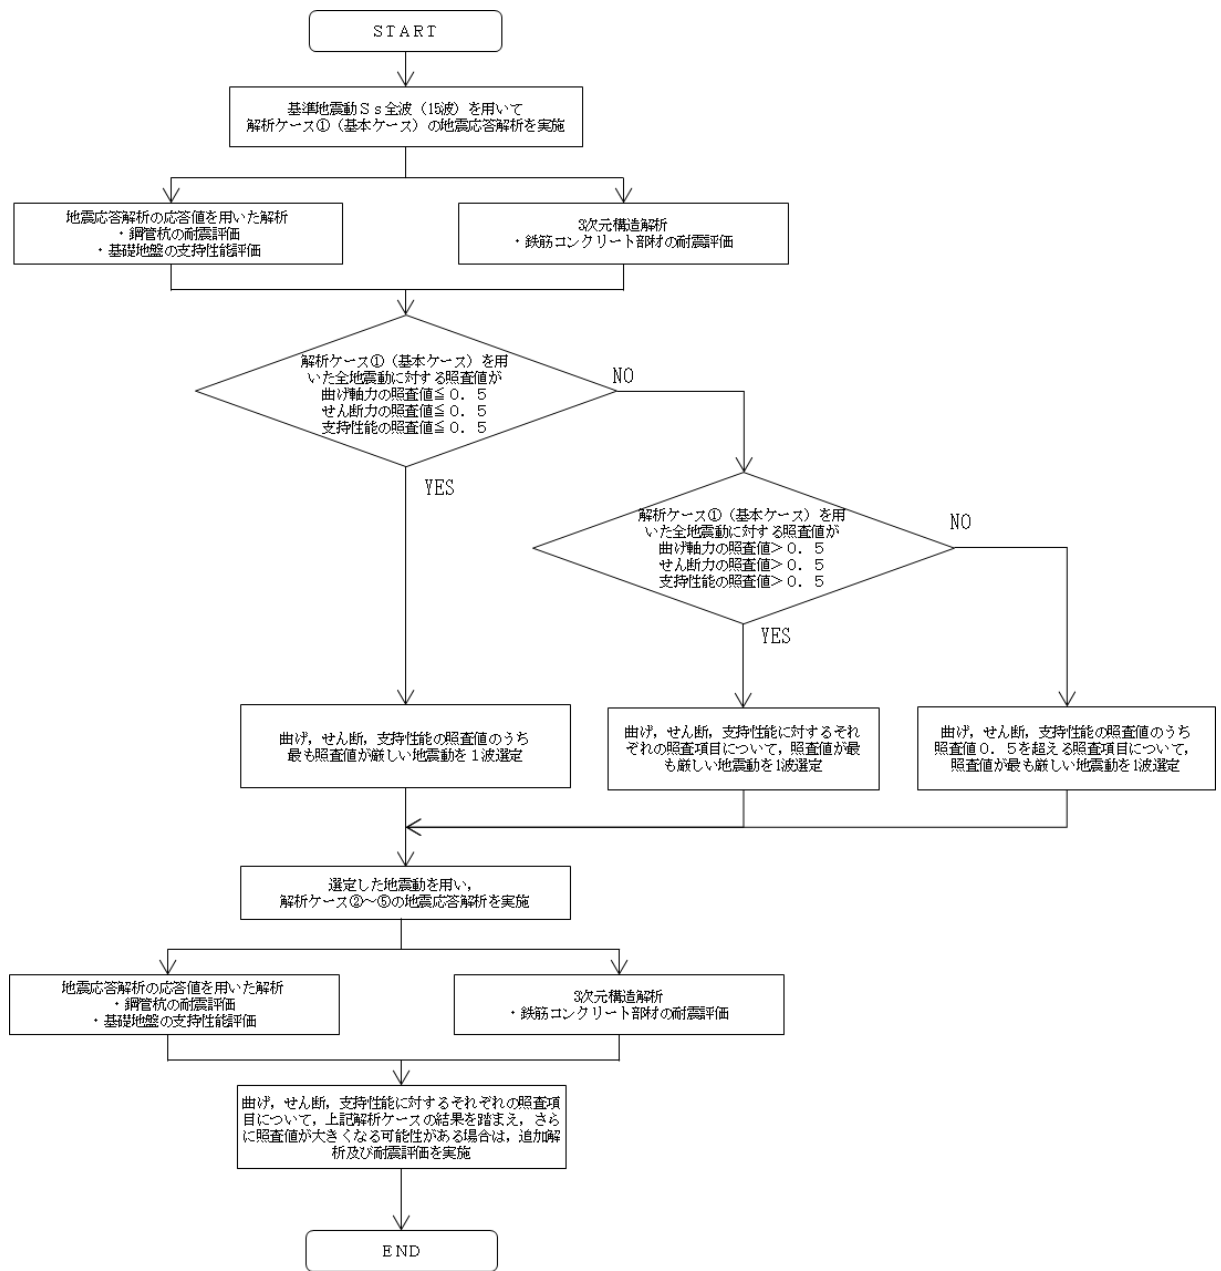 ＳＴＡＲＴ
基準地震動Ｓｓ全波（15波）を用いて
解析ケース①（基本ケース）の地震応答解析を実施
地震応答解析の応答値を用いた解析
・鋼管杭の耐震評価
・基礎地盤の支持性能評価
3次元構造解析
・鉄筋コンクリート部材の耐震評価
解析ケース①（基本ケース）を用
いた全地震動に対する照査値が
曲げ軸力の照査値≦０．５
せん断力の照査値≦０．５
支持性能の照査値≦０．５
NO
YES
解析ケース①（基本ケース）を用
いた全地震動に対する照査値が
曲げ軸力の照査値＞０．５
せん断力の照査値＞０．５
支持性能の照査値＞０．５
NO
YES
曲げ，せん断，支持性能の照査値のうち
最も照査値が厳しい地震動を１波選定
曲げ，せん断，支持性能に対するそれ
ぞれの照査項目について，照査値が最
も厳しい地震動を1波選定
曲げ，せん断，支持性能の照査値のうち
照査値０．５を超える照査項目について，
照査値が最も厳しい地震動を1波選定
選定した地震動を用い，
解析ケース②～⑤の地震応答解析を実施
地震応答解析の応答値を用いた解析
・鋼管杭の耐震評価
・基礎地盤の支持性能評価
3次元構造解析
・鉄筋コンクリート部材の耐震評価
曲げ，せん断，支持性能に対するそれぞれの照査項
目について，上記解析ケースの結果を踏まえ，さら
に照査値が大きくなる可能性がある場合は，追加解
析及び耐震評価を実施
ＥＮＤ